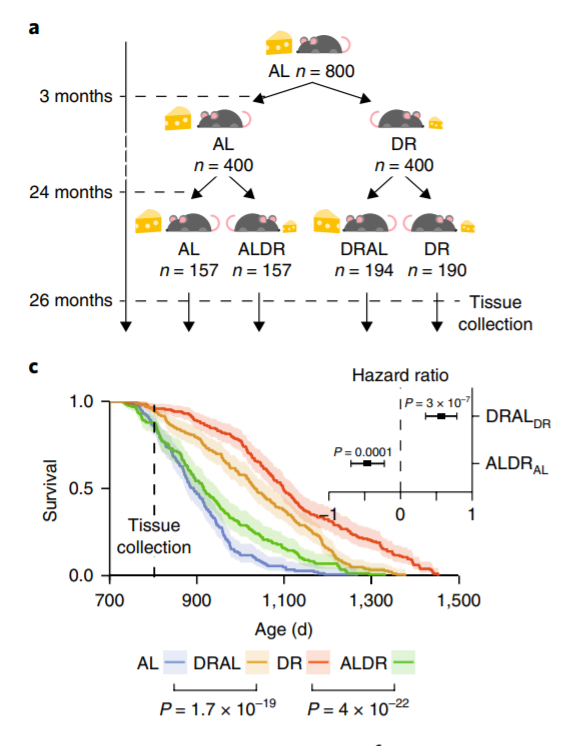 a
AL n = 800
3 months
AL
n = 400
DR
n = 400
24 months
AL
n = 157
ALDR
n = 157
DRAL
n = 194
DR
n = 190
26 months
Tissue
collection
c
Hazard ratio
P = 3 × 10⁻⁷
DRAL_DR
P = 0.0001
ALDR_AL
−1 0 1
Survival
1.0
0.5
0.0
Tissue
collection
700 900 1,100 1,300 1,500
Age (d)
AL DRAL DR ALDR
P = 1.7 × 10⁻¹⁹ P = 4 × 10⁻²²